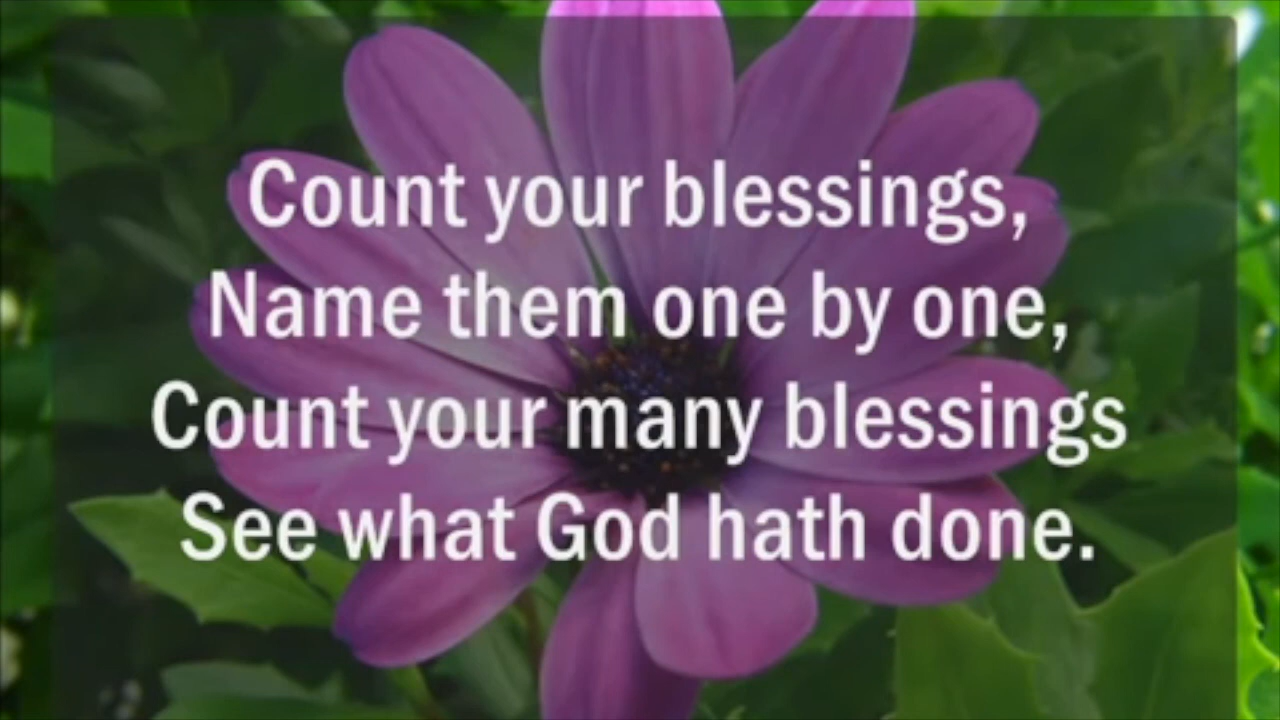 Count your blessings,
Name them one by one,
Count your many blessings
See what God hath done.